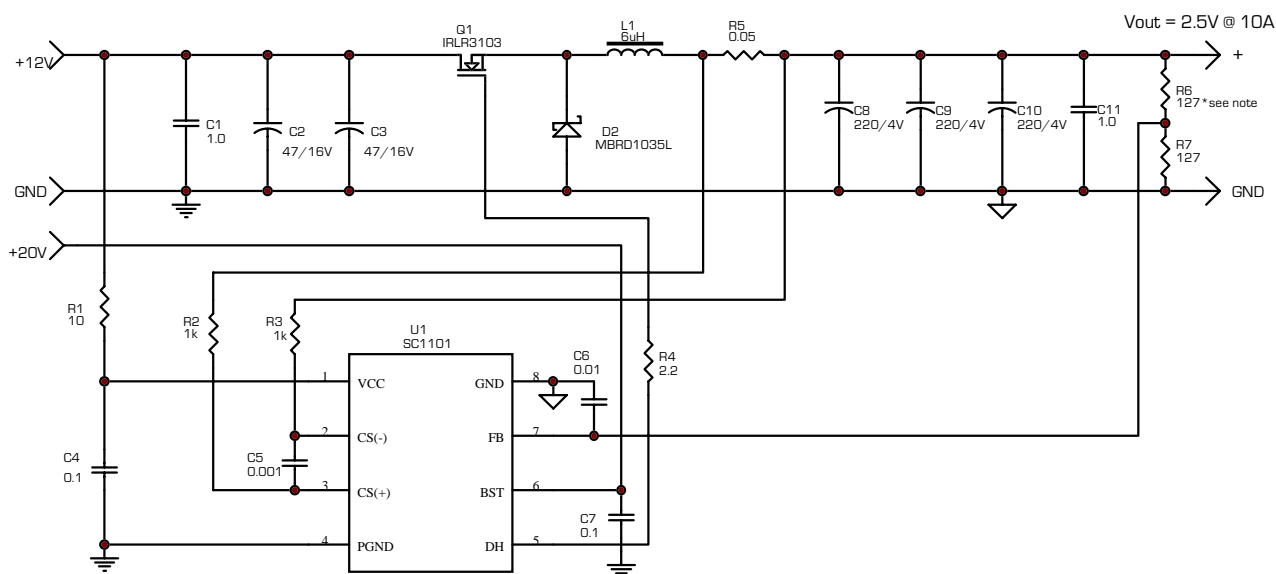 Vout = 2.5V @ 10A
Q1
IRLR3103
L1
6uH
R5
0.05
+12V
+
C1
1.0
C2
47/16V
C3
47/16V
D2
MBRD1035L
C8
220/4V
C9
220/4V
C10
220/4V
C11
1.0
R6
127*see note
R7
127
GND
GND
+20V
R1
10
R2
1k
R3
1k
U1
SC1101
C6
0.01
R4
2.2
1
VCC
GND
8
2
CS(-)
FB
7
C4
0.1
C5
0.001
3
CS(+)
BST
6
C7
0.1
4
PGND
DH
5